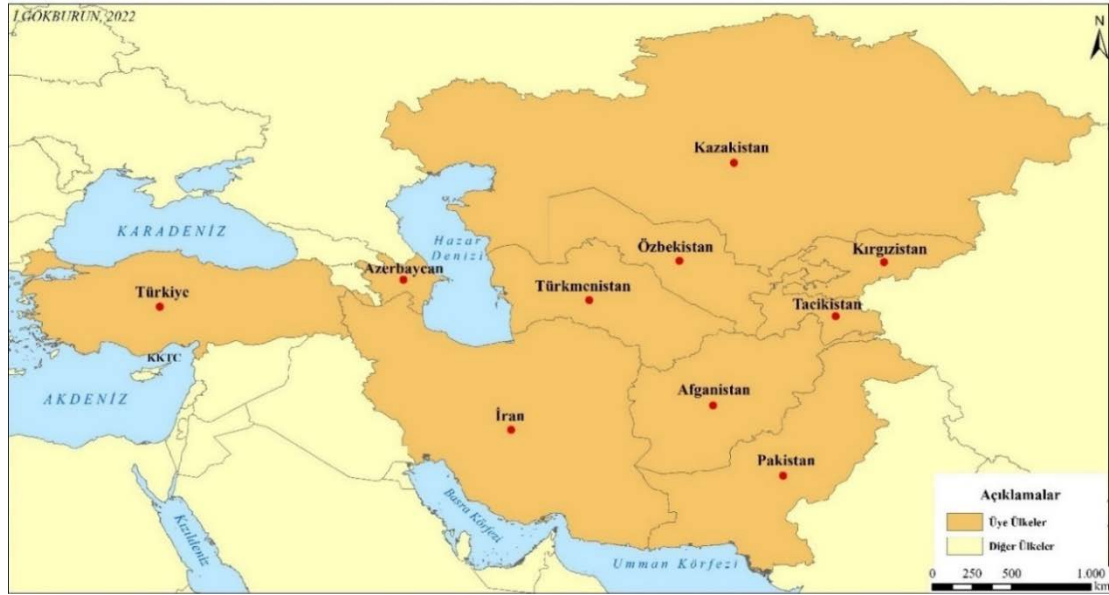 İ.GÖKBURUN, 2022
N
Kazakistan
KARADENİZ
Hazar
Denizi
Özbekistan
Kırgızistan
Azerbaycan
Türkiye
Türkmenistan
Tacikistan
KKTC
AKDENİZ
Afganistan
İran
Pakistan
Basra Körfezi
Kızıldeniz
Umman Körfezi
Açıklamalar
Üye Ülkeler
Diğer Ülkeler
0 250 500 1.000
km